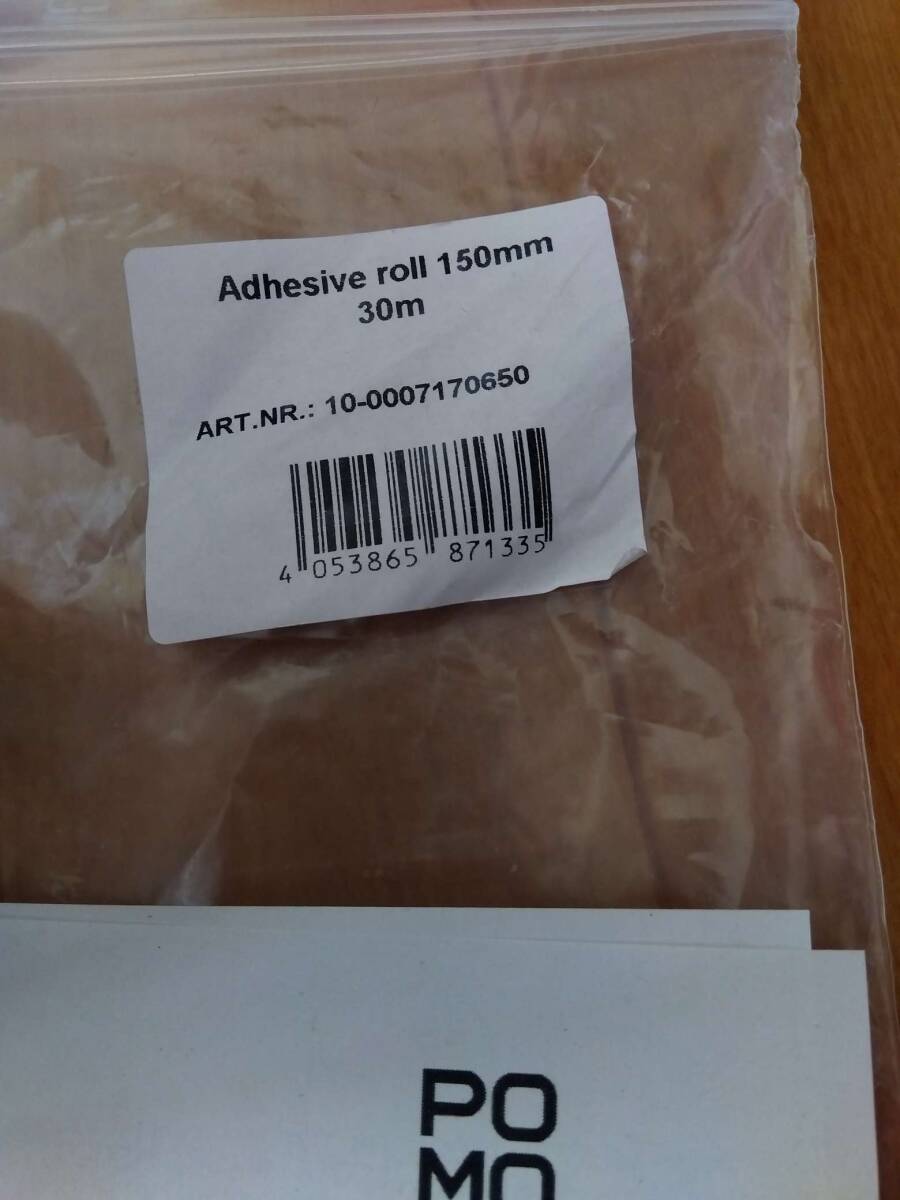 Adhesive roll 150mm
30m
ART.NR.: 10-0007170650
4 053865 871335
PO
MO